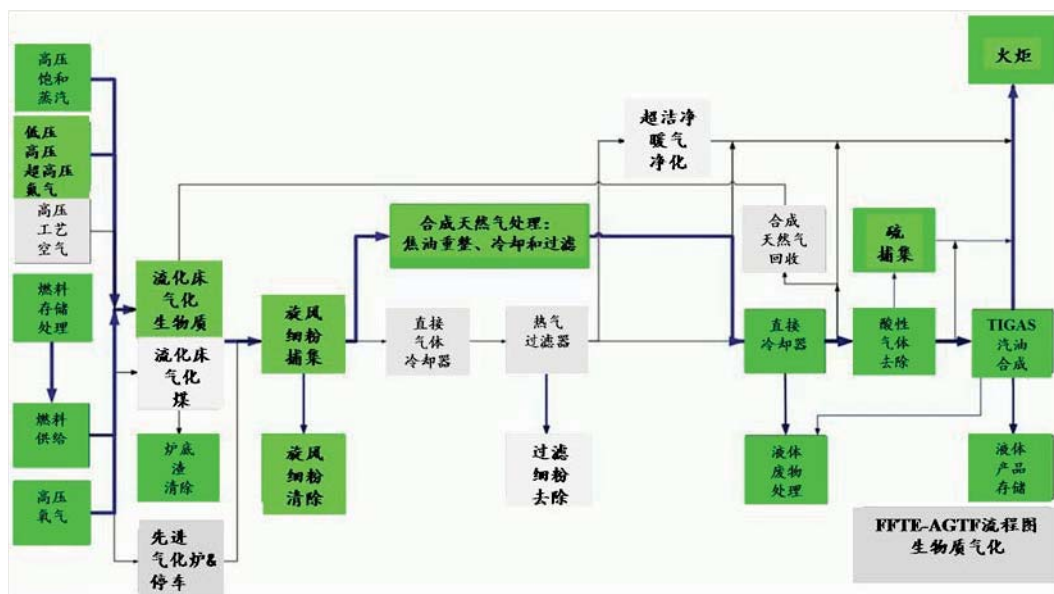 高压
饱和
蒸汽
低压
高压
超高压
氮气
高压
工艺
空气
燃料
存储
处理
燃料
供给
高压
氧气
流化床
气化
生物质
流化床
气化
煤
炉底
渣
清除
先进
气化炉&
停车
旋风
细粉
捕集
旋风
细粉
清除
合成天然气处理：
焦油重整、冷却和过滤
直接
气体
冷却器
热气
过滤器
过滤
细粉
去除
超洁净
暖气
净化
合成
天然气
回收
直接
冷却器
液体
废物
处理
硫
捕集
酸性
气体
去除
火炬
TIGAS
汽油
合成
液体
产品
存储
FFTE-AGTF流程图
生物质气化